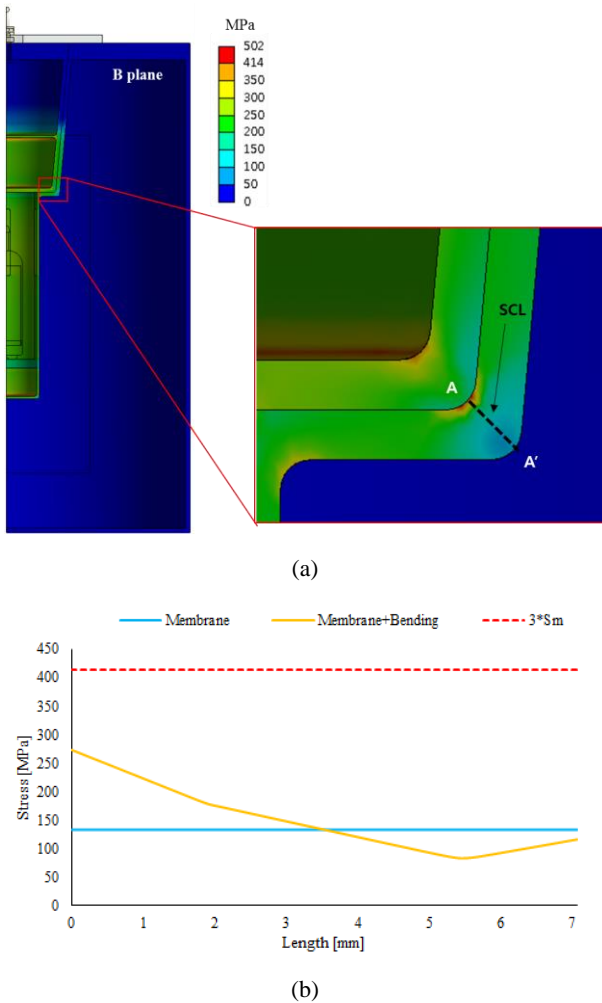 MPa
B plane
502
414
350
300
250
200
150
100
50
0
SCL
A
A'
(a)
Membrane
Membrane+Bending
3*Sm
450
400
350
300
250
200
150
100
50
0
Stress [MPa]
0 1 2 3 4 5 6 7
Length [mm]
(b)